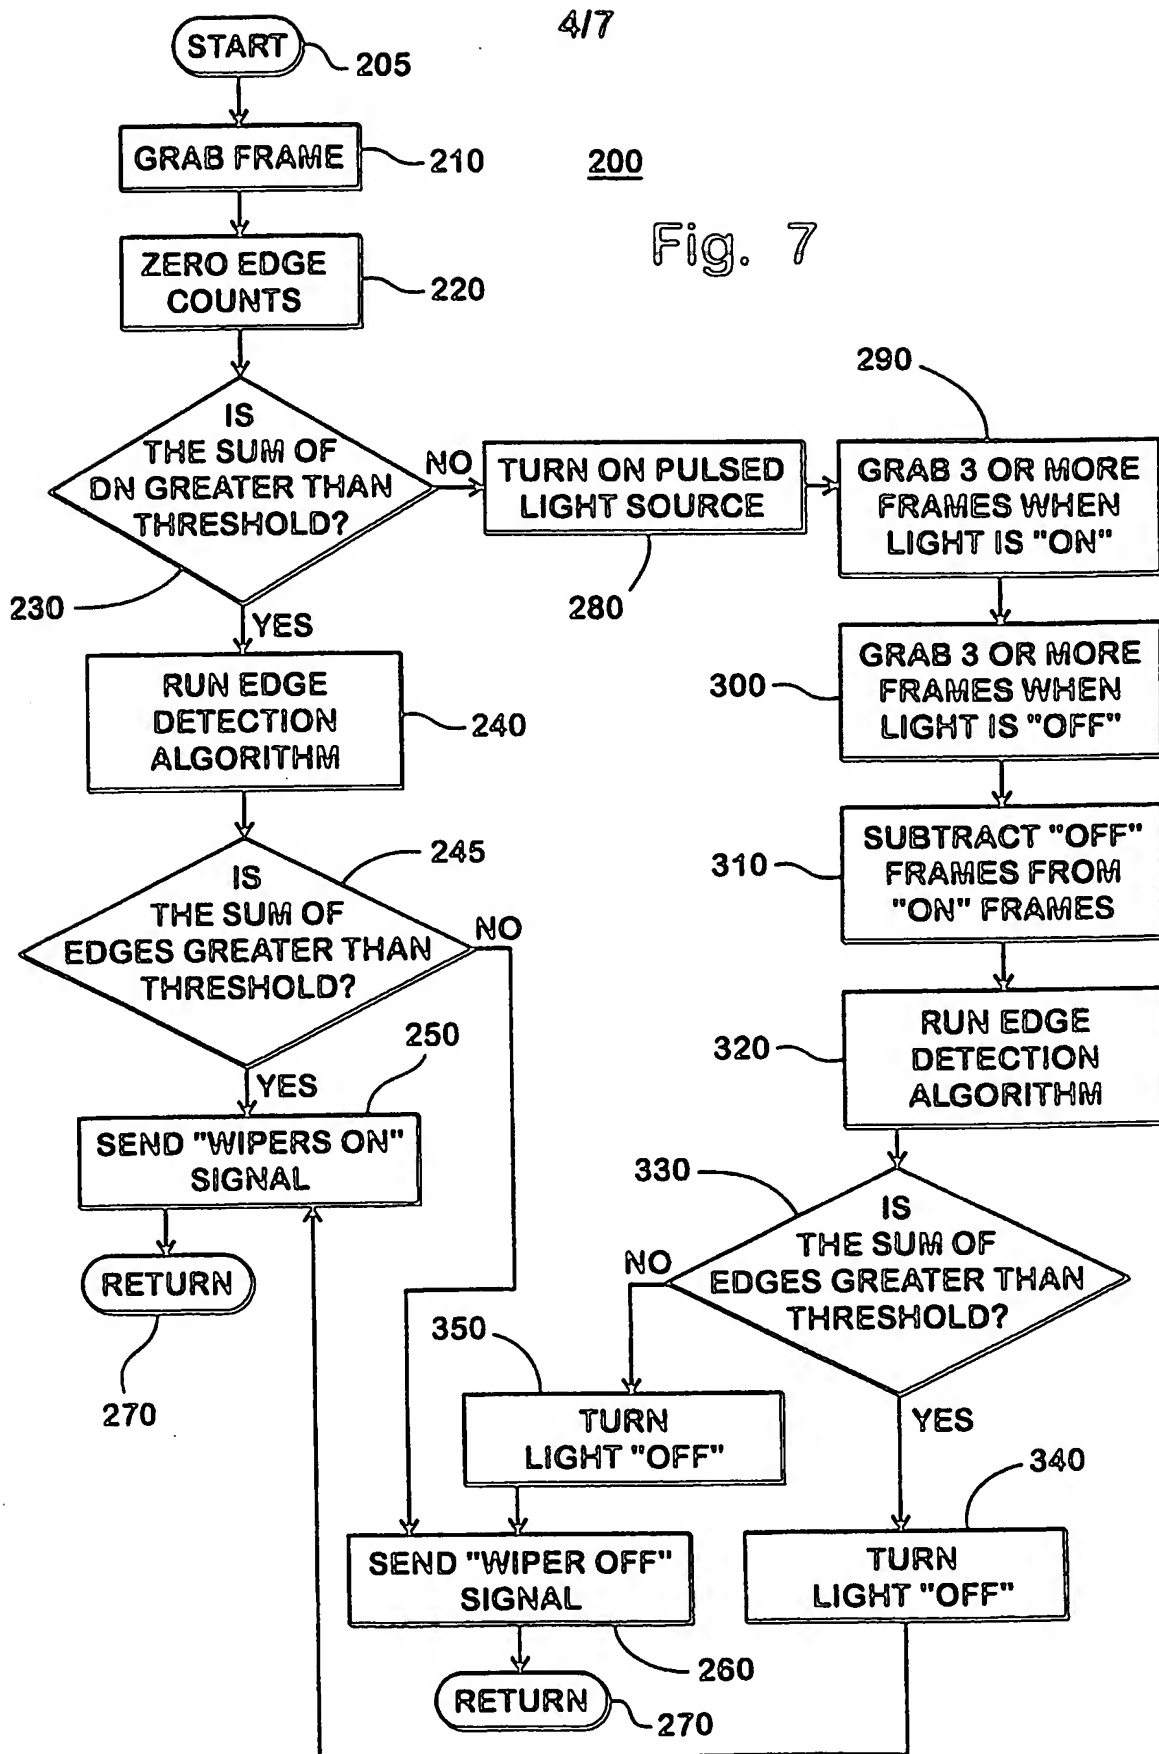 4/7
START
205
GRAB FRAME
210
200
Fig. 7
ZERO EDGE
COUNTS
220
IS
THE SUM OF
DN GREATER THAN
THRESHOLD?
230
NO
YES
TURN ON PULSED
LIGHT SOURCE
280
290
GRAB 3 OR MORE
FRAMES WHEN
LIGHT IS "ON"
RUN EDGE
DETECTION
ALGORITHM
240
300
GRAB 3 OR MORE
FRAMES WHEN
LIGHT IS "OFF"
310
SUBTRACT "OFF"
FRAMES FROM
"ON" FRAMES
245
IS
THE SUM OF
EDGES GREATER THAN
THRESHOLD?
NO
YES
250
SEND "WIPERS ON"
SIGNAL
RETURN
270
320
RUN EDGE
DETECTION
ALGORITHM
330
IS
THE SUM OF
EDGES GREATER THAN
THRESHOLD?
NO
YES
350
TURN
LIGHT "OFF"
340
TURN
LIGHT "OFF"
SEND "WIPER OFF"
SIGNAL
260
RETURN
270